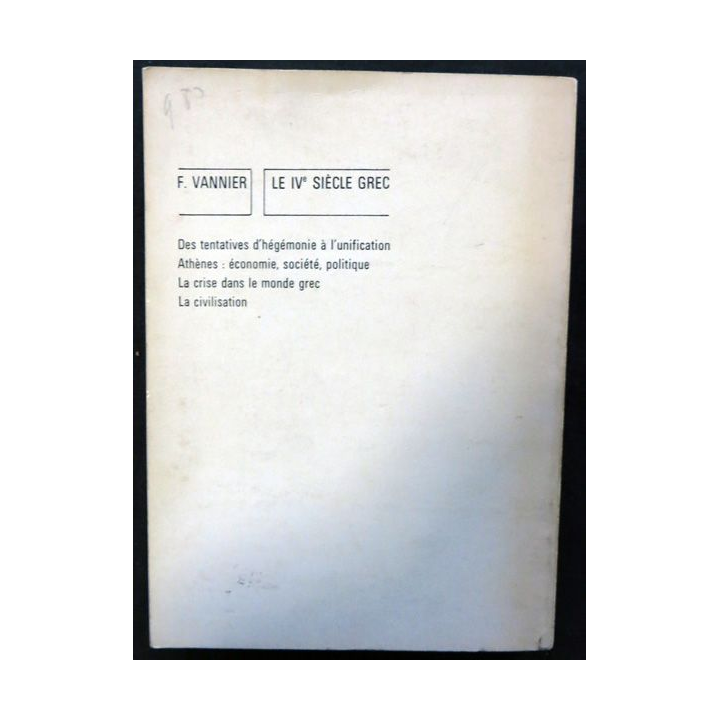 F. VANNIER
LE IVe SIÈCLE GREC
Des tentatives d'hégémonie à l'unification
Athènes : économie, société, politique
La crise dans le monde grec
La civilisation